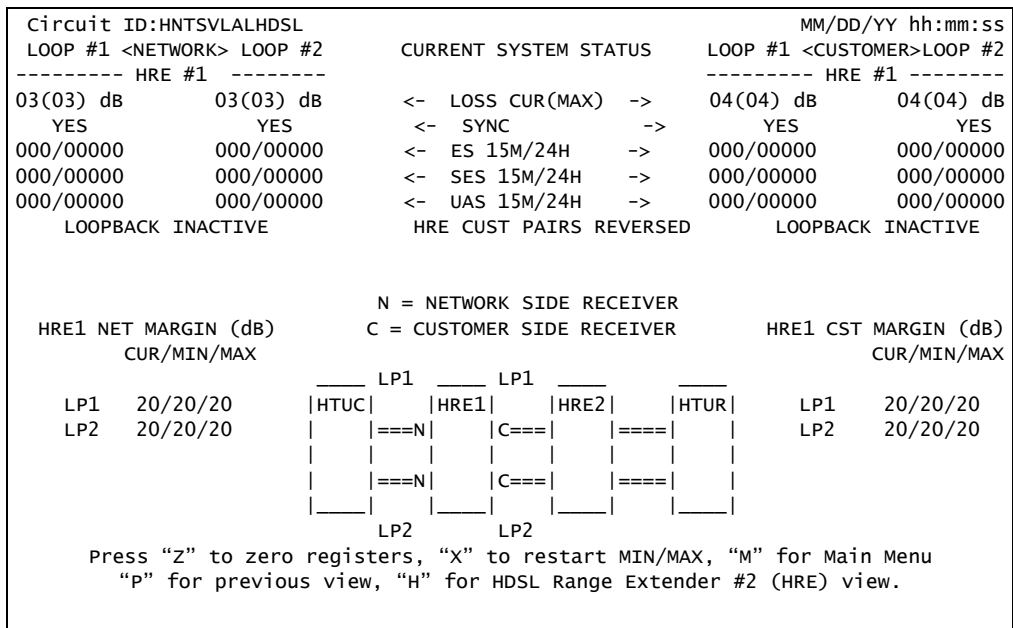 Circuit ID:HNTSVLALHDSL                                        MM/DD/YY hh:mm:ss
LOOP #1 <NETWORK> LOOP #2       CURRENT SYSTEM STATUS     LOOP #1 <CUSTOMER>LOOP #2
--------- HRE #1 --------                                 --------- HRE #1 --------
03(03) dB       03(03) dB       <-  LOSS CUR(MAX)  ->     04(04) dB       04(04) dB
YES             YES             <-  SYNC           ->     YES             YES
000/00000       000/00000       <-  ES 15M/24H     ->     000/00000       000/00000
000/00000       000/00000       <-  SES 15M/24H    ->     000/00000       000/00000
000/00000       000/00000       <-  UAS 15M/24H    ->     000/00000       000/00000
LOOPBACK INACTIVE               HRE CUST PAIRS REVERSED   LOOPBACK INACTIVE
N = NETWORK SIDE RECEIVER
HRE1 NET MARGIN (dB)      C = CUSTOMER SIDE RECEIVER      HRE1 CST MARGIN (dB)
CUR/MIN/MAX                                               CUR/MIN/MAX
____ LP1  ____ LP1  ____      ____
LP1   20/20/20     |HTUC|    |HRE1|    |HRE2|    |HTUR|     LP1   20/20/20
LP2   20/20/20     |    |===N|    |C===|    |====|    |     LP2   20/20/20
|    |    |    |    |    |    |    |
|    |===N|    |C===|    |====|    |
|____|    |____|    |____|    |____|
LP2       LP2
Press “Z” to zero registers, “X” to restart MIN/MAX, “M” for Main Menu
“P” for previous view, “H” for HDSL Range Extender #2 (HRE) view.